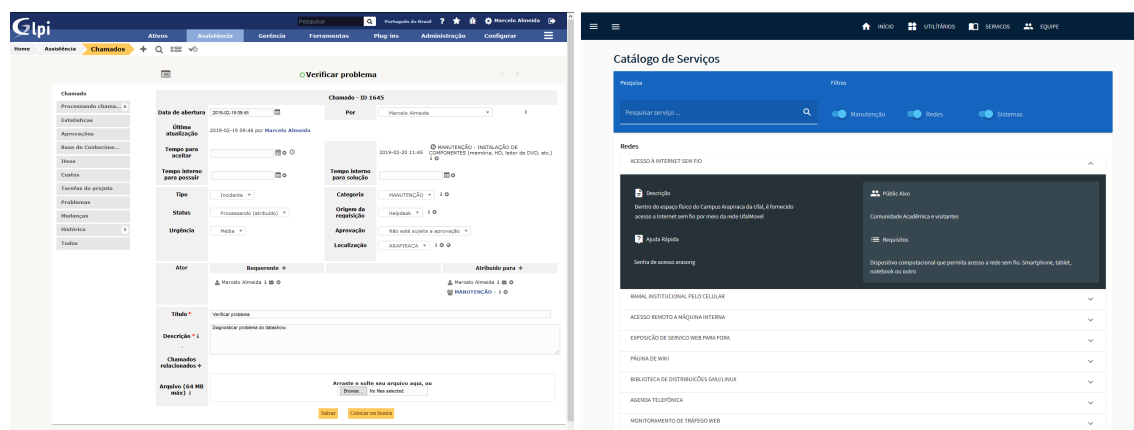 Glpi
Pesquisar
Português do Brasil ? Marcelo Almeida
Ativos Assistência Gerência Ferramentas Plug-ins Administração Configurar
Home Assistência Chamados
Verificar problema
Chamado
Processando chama... 6
Estatísticas
Aprovações
Base de Conhecime...
Itens
Custos
Tarefas do projeto
Problemas
Mudanças
Histórico 5
Todos
Chamado - ID 1645
Data de abertura 2019-02-19 09:45 Por Marcelo Almeida i
Última atualização 2019-02-19 09:46 por Marcelo Almeida
Tempo para aceitar 2019-02-20 11:45 MANUTENÇÃO - INSTALAÇÃO DE COMPONENTES (memória, HD, leitor de DVD, etc.)
Tempo interno para possuir Tempo interno para solução
Tipo Incidente Categoria MANUTENÇÃO i
Status Processando (atribuído) Origem da requisição Helpdesk i
Urgência Média Aprovação Não está sujeita a aprovação
Localização ARAPIRACA i
Ator Requerente + Atribuído para +
Marcelo Almeida i Marcelo Almeida i
MANUTENÇÃO - i
Título * Verificar problema
Descrição * i Diagnosticar problema do datashow.
Chamados relacionados +
Arquivo (64 MB máx) i Arraste e solte seu arquivo aqui, ou
Browse... No files selected.
Salvar Colocar na lixeira
INÍCIO UTILITÁRIOS SERVICOS EQUIPE
Catálogo de Serviços
Pesquisa Filtros
Pesquisar serviço ... Manutenção Redes Sistemas
Redes
ACESSO À INTERNET SEM FIO
Descrição
Dentro do espaço físico do Campus Arapiraca da Ufal, é fornecido
acesso a Internet sem fio por meio da rede UfalMovel
Ajuda Rápida
Senha de acesso arasong
Público Alvo
Comunidade Acadêmica e visitantes
Requisitos
Dispositivo computacional que permita acesso a rede sem fio. Smartphone, tablet,
notebook ou outro
RAMAL INSTITUCIONAL PELO CELULAR
ACESSO REMOTO A MÁQUINA INTERNA
EXPOSIÇÃO DE SERVICO WEB PARA FORA
PÁGINA DE WIKI
BIBLIOTECA DE DISTRIBUICÕES GNU/LINUX
AGENDA TELEFÔNICA
MONITORAMENTO DE TRÁFEGO WEB